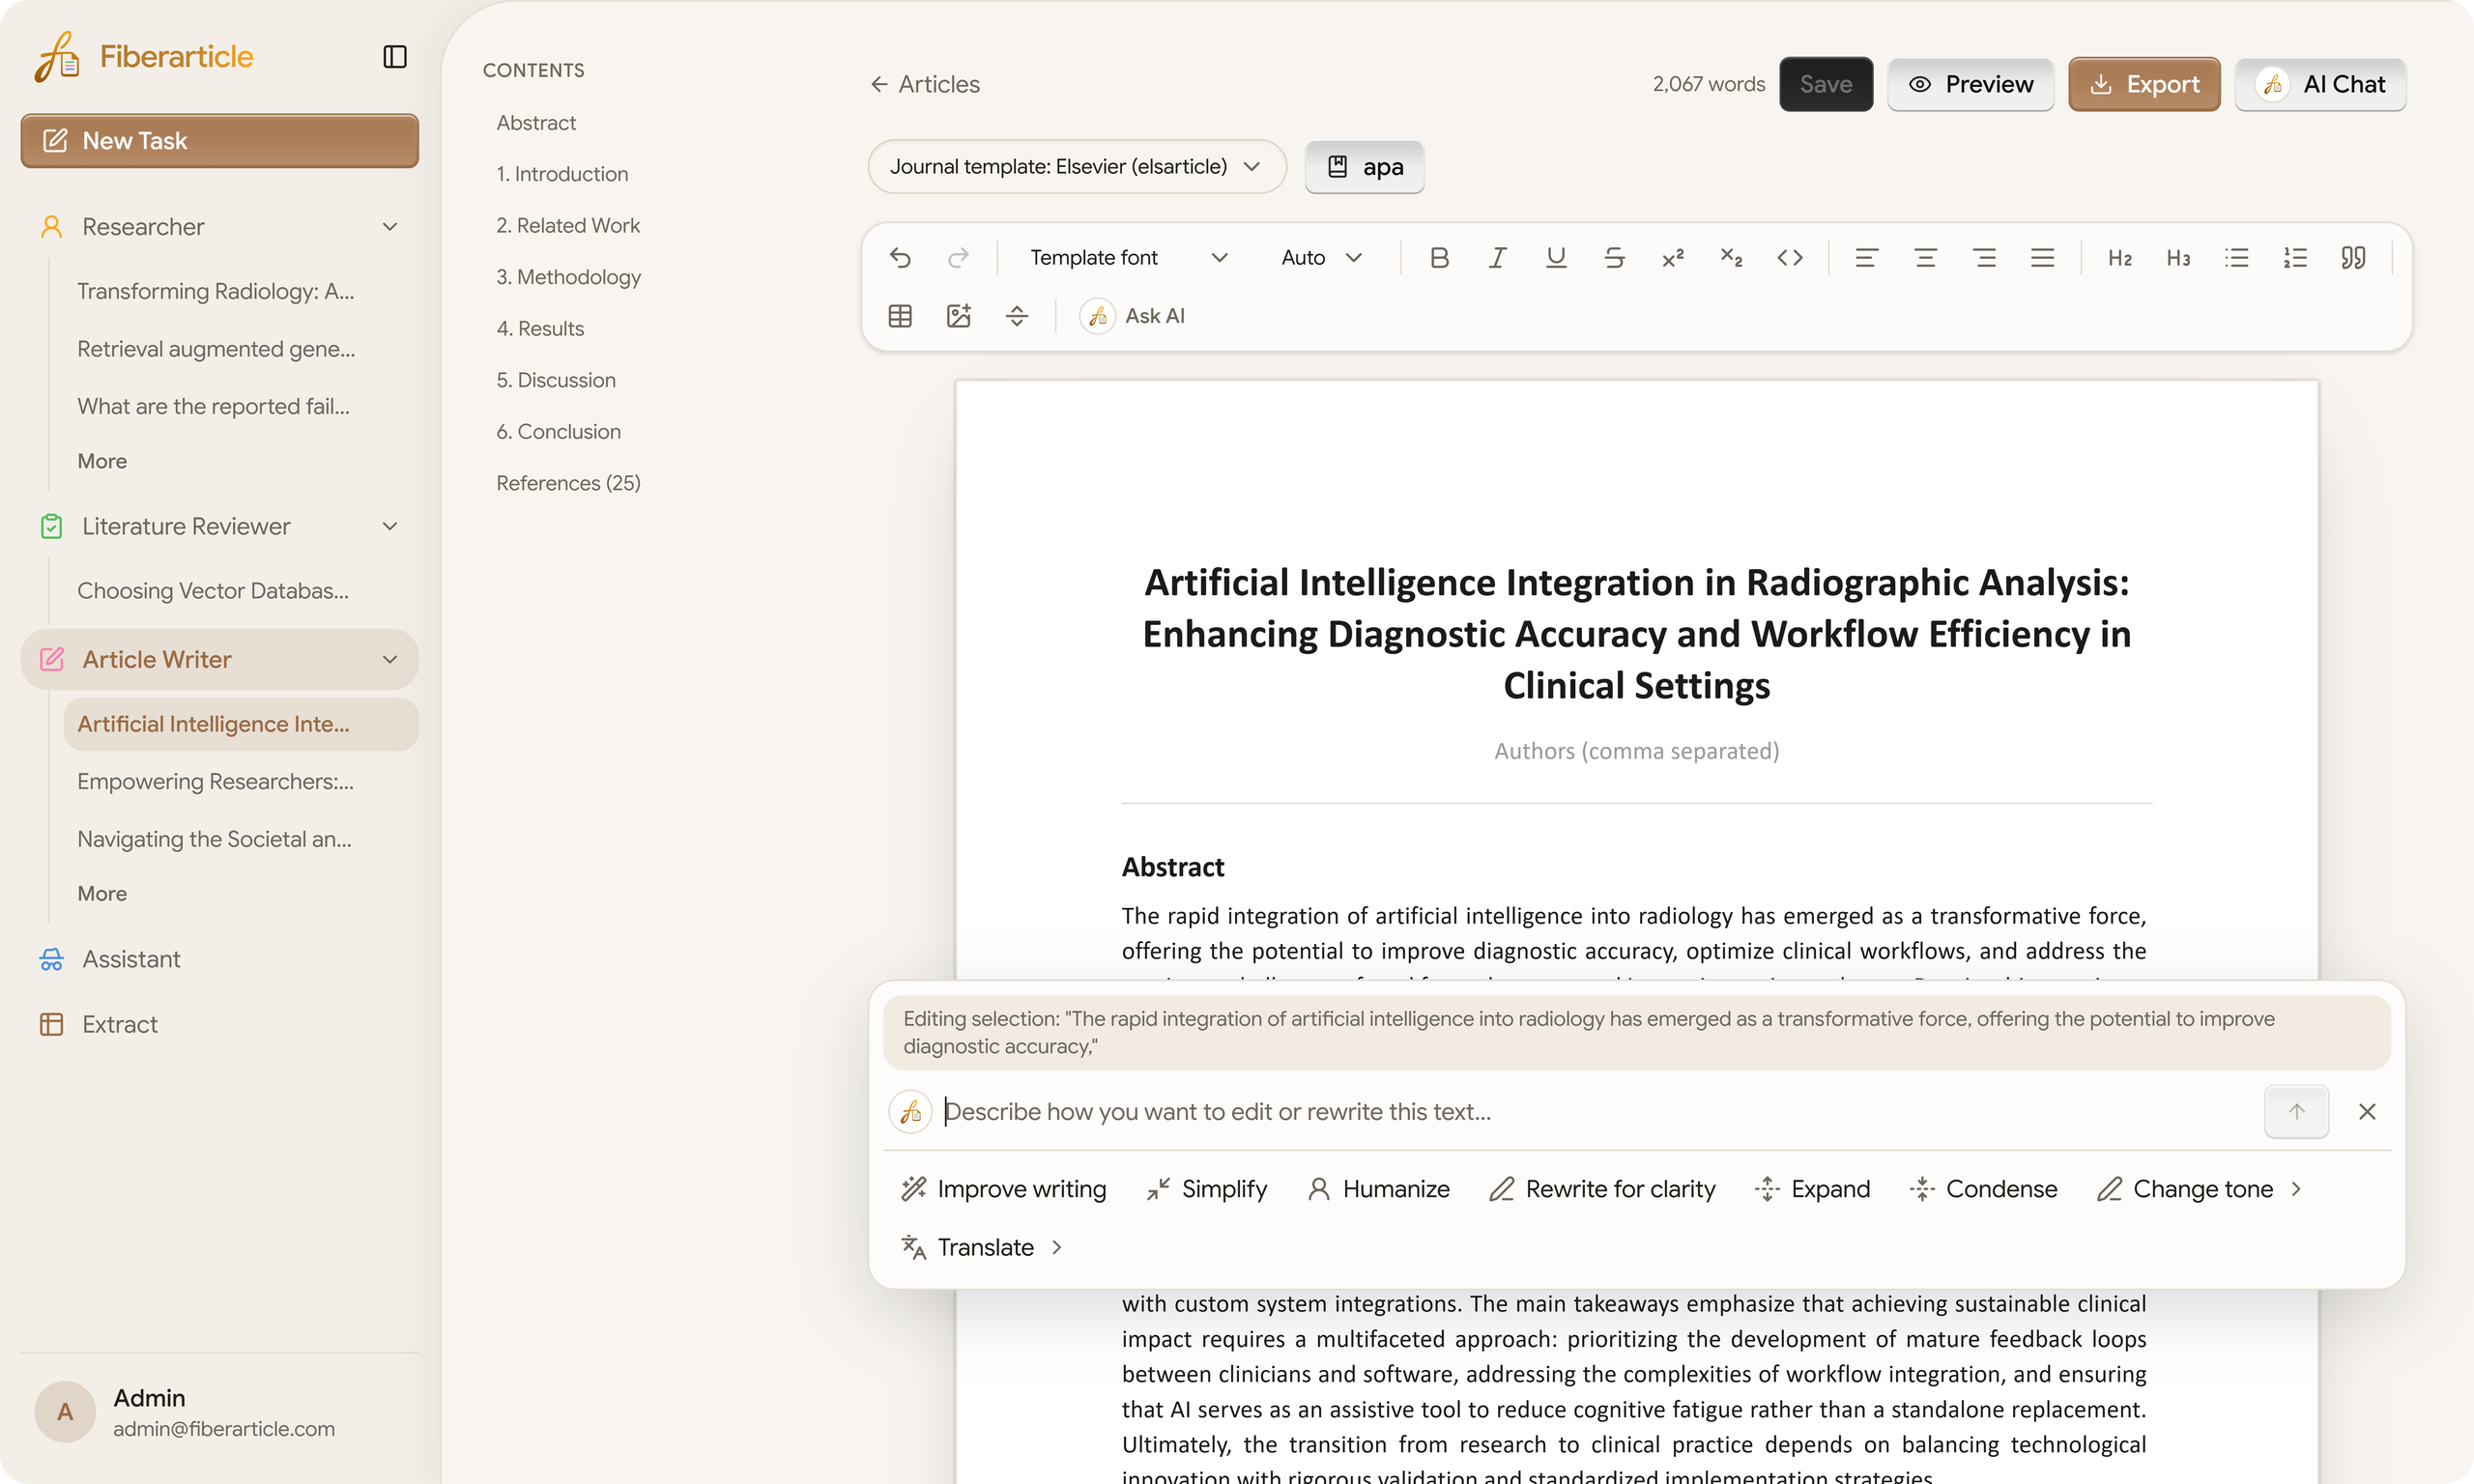 Fiberarticle
New Task
Researcher
Transforming Radiology: A...
Retrieval augmented gene...
What are the reported fail...
More
Literature Reviewer
Choosing Vector Databas...
Article Writer
Artificial Intelligence Inte...
Empowering Researchers:...
Navigating the Societal an...
More
Assistant
Extract
A
Admin
admin@fiberarticle.com
CONTENTS
Abstract
1. Introduction
2. Related Work
3. Methodology
4. Results
5. Discussion
6. Conclusion
References (25)
Articles
2,067 words
Save
Preview
Export
AI Chat
Journal template: Elsevier (elsarticle)
apa
Template font
Auto
B I U S x² x₂ <> H2 H3
Ask AI
Artificial Intelligence Integration in Radiographic Analysis:
Enhancing Diagnostic Accuracy and Workflow Efficiency in
Clinical Settings
Authors (comma separated)
Abstract
The rapid integration of artificial intelligence into radiology has emerged as a transformative force,
offering the potential to improve diagnostic accuracy, optimize clinical workflows, and address the
Editing selection: "The rapid integration of artificial intelligence into radiology has emerged as a transformative force, offering the potential to improve
diagnostic accuracy,"
Describe how you want to edit or rewrite this text...
Improve writing
Simplify
Humanize
Rewrite for clarity
Expand
Condense
Change tone
Translate
with custom system integrations. The main takeaways emphasize that achieving sustainable clinical
impact requires a multifaceted approach: prioritizing the development of mature feedback loops
between clinicians and software, addressing the complexities of workflow integration, and ensuring
that AI serves as an assistive tool to reduce cognitive fatigue rather than a standalone replacement.
Ultimately, the transition from research to clinical practice depends on balancing technological
innovation with rigorous validation and standardized implementation strategies.